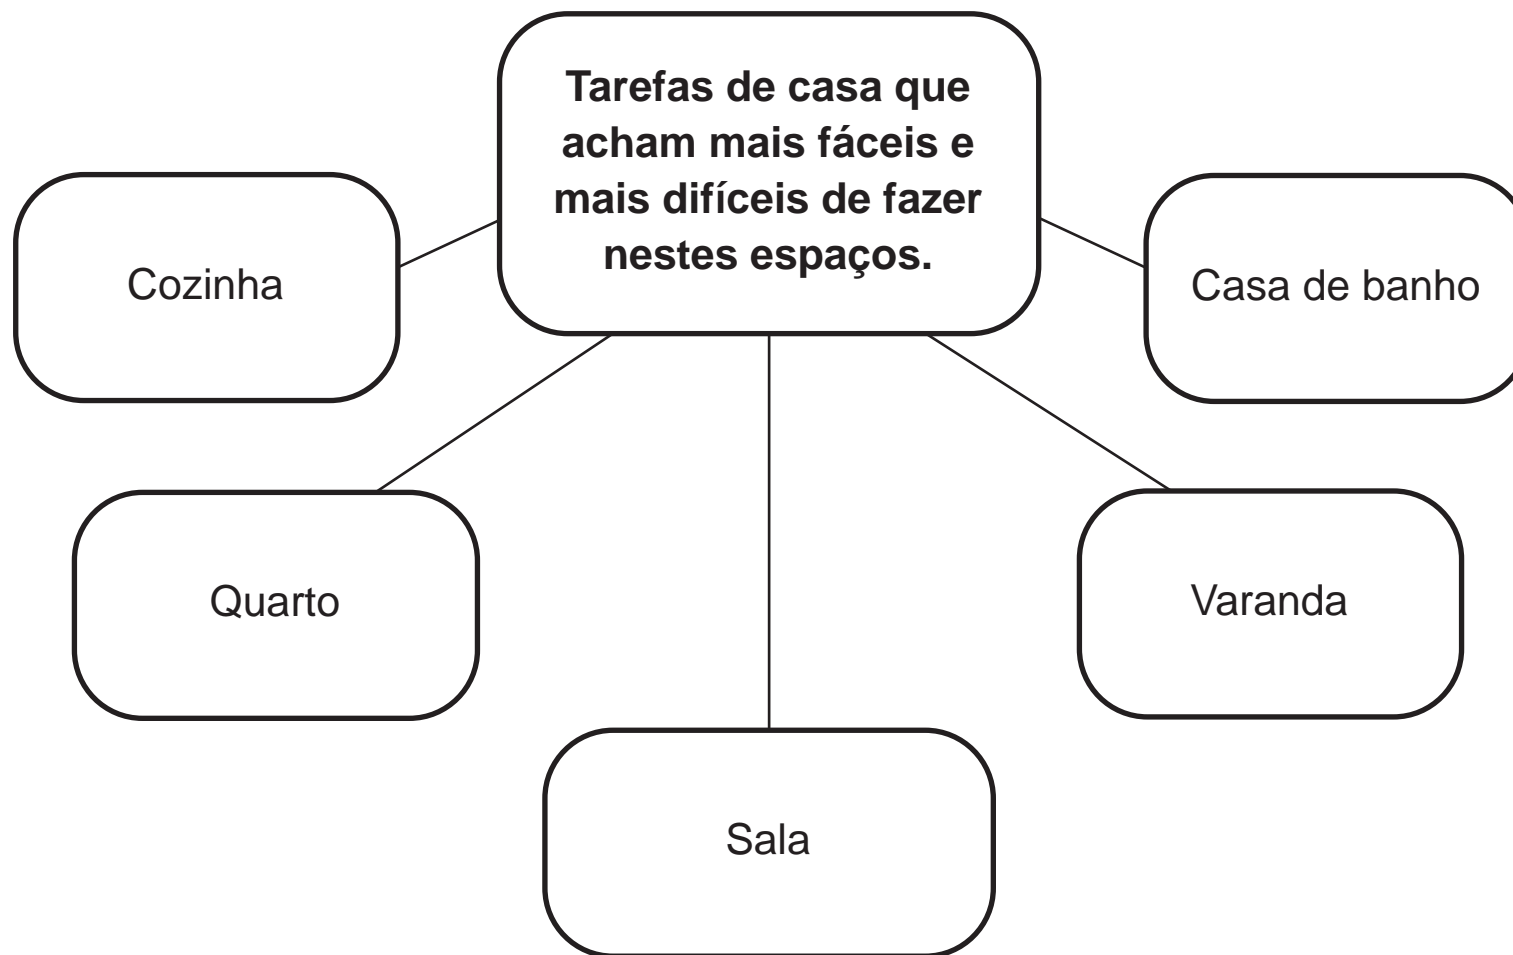 Tarefas de casa que
acham mais fáceis e
mais difíceis de fazer
nestes espaços.
Cozinha
Casa de banho
Quarto
Varanda
Sala